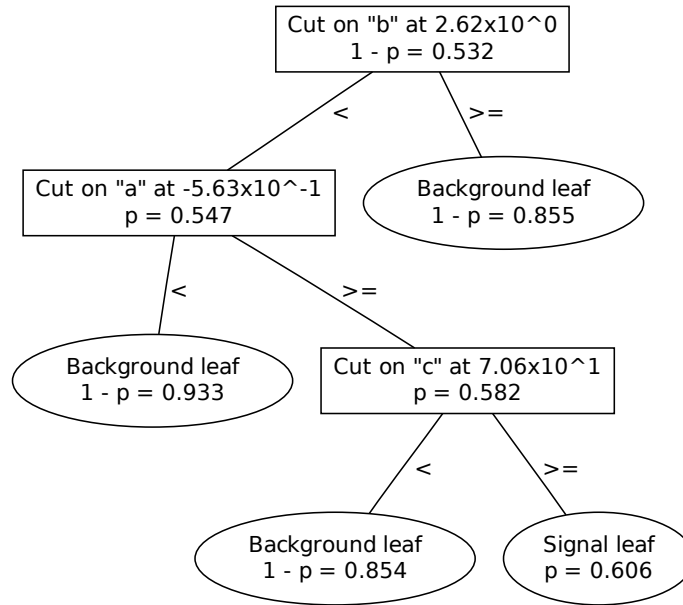 Cut on "b" at 2.62x10^0
1 - p = 0.532
<
>=
Cut on "a" at -5.63x10^-1
p = 0.547
Background leaf
1 - p = 0.855
<
>=
Background leaf
1 - p = 0.933
Cut on "c" at 7.06x10^1
p = 0.582
<
>=
Background leaf
1 - p = 0.854
Signal leaf
p = 0.606